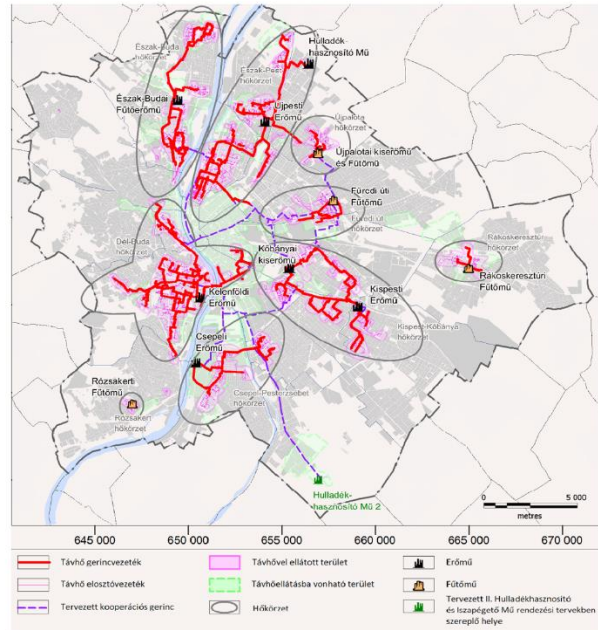 Észak-Buda
hőkörzet
Hulladék-
hasznosító Mű
Észak-Pest
hőkörzet
Észak-Budai
Fűtőerőmű
Újpesti
Erőmű
Újpalota
hőkörzet
Újpalotai kiserőmű
és Fűtőmű
Füredi úti
Fűtőmű
Füredi út
hőkörzet
Dél-Buda
hőkörzet
Kőbányai
kiserőmű
Rákoskeresztúr
hőkörzet
Rákoskeresztúri
Fűtőmű
Kelenföldi
Erőmű
Kispesti
Erőmű
Kispest-Kőbánya
hőkörzet
Csepeli
Erőmű
Rózsakerti
Fűtőmű
Rózsakert
hőkörzet
Csepel-Pesterzsébet
hőkörzet
Hulladék-
hasznosító Mű 2
0 5 000
metres
645 000 650 000 655 000 660 000 665 000 670 000
Távhő gerincvezeték Távhővel ellátott terület Erőmű
Távhő elosztóvezeték Távhőellátásba vonható terület Fűtőmű
Tervezett kooperációs gerinc Hőkörzet Tervezett II. Hulladékhasznosító
és Iszapégető Mű rendezési tervekben
szereplő helye